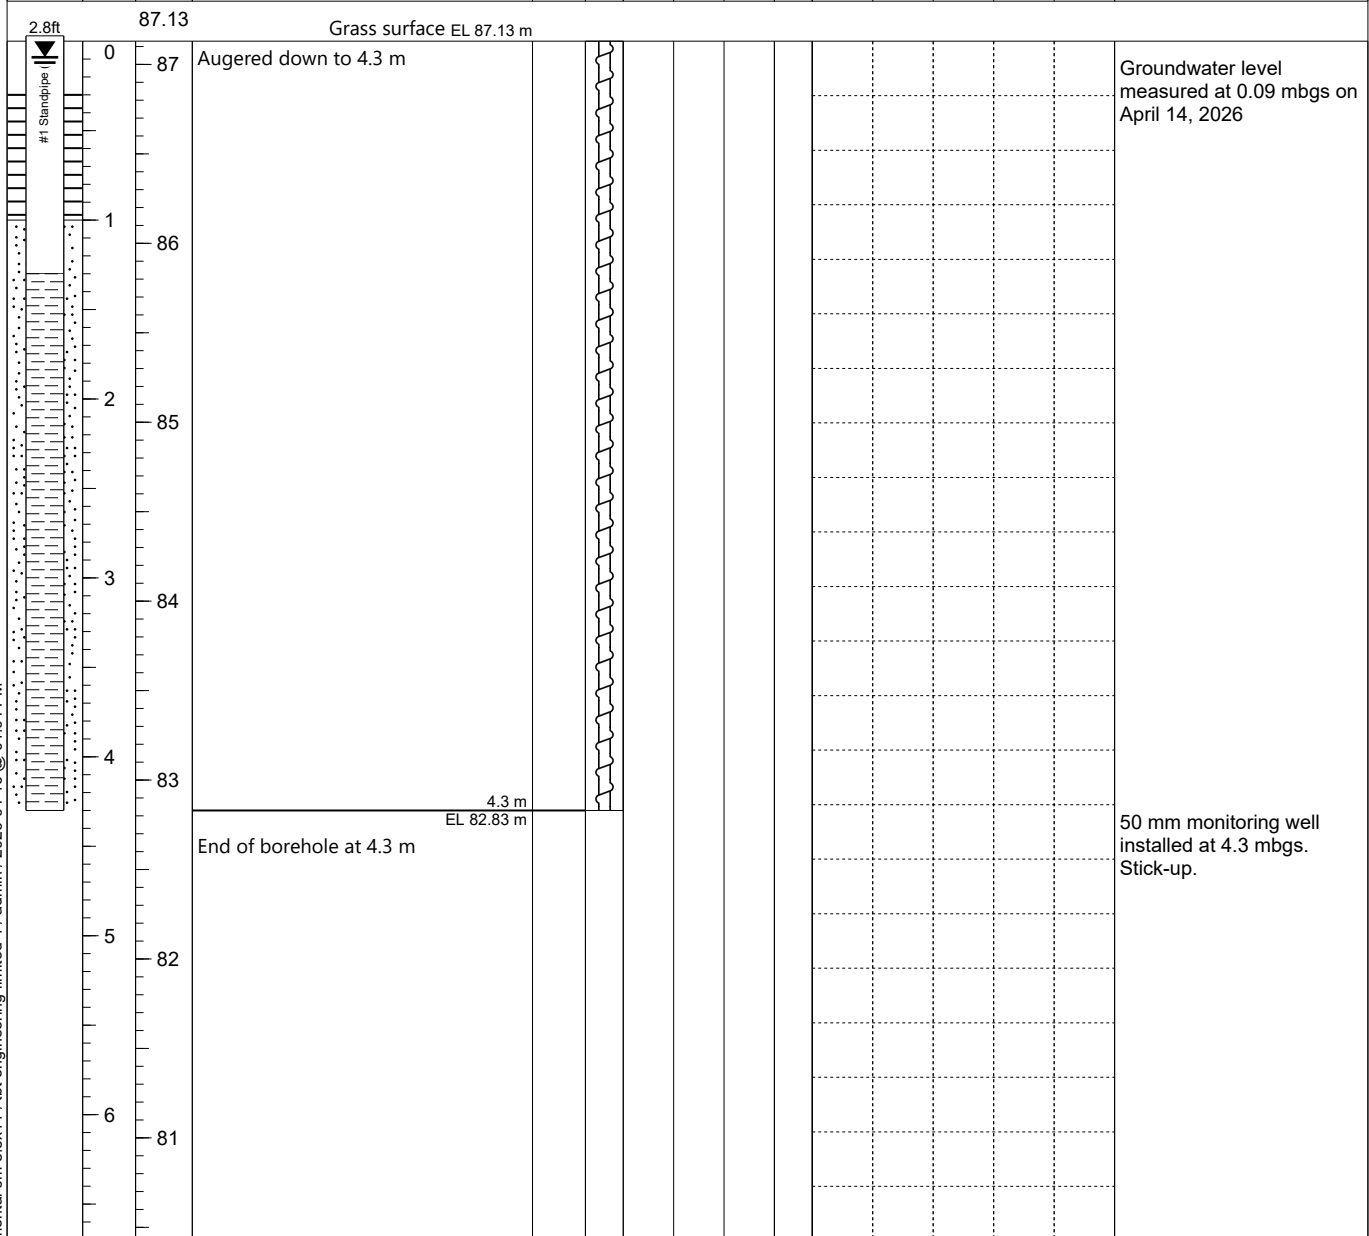 87.13
2.8ft
Grass surface EL 87.13 m
#1 Standpipe (
0
87
Augered down to 4.3 m
Groundwater level
measured at 0.09 mbgs on
April 14, 2026
1
86
2
85
3
84
4
83
4.3 m
EL 82.83 m
End of borehole at 4.3 m
50 mm monitoring well
installed at 4.3 mbgs.
Stick-up.
5
82
6
81